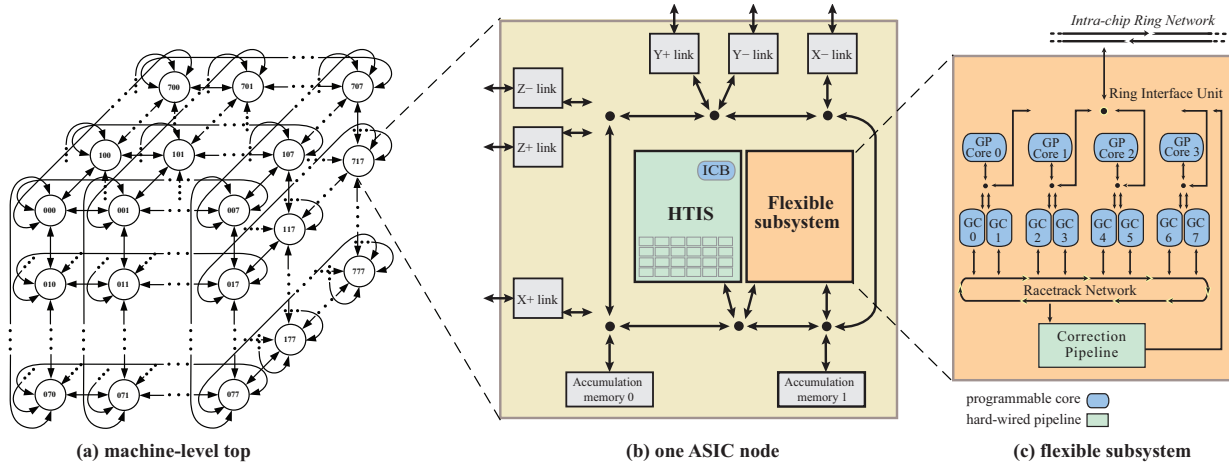 700
701
707
100
101
107
717
000
001
007
117
010
011
017
777
177
070
071
077
(a) machine-level top
Y+ link
Y− link
X− link
Z− link
Z+ link
ICB
HTIS
Flexible
subsystem
X+ link
Accumulation
memory 0
Accumulation
memory 1
(b) one ASIC node
Intra-chip Ring Network
Ring Interface Unit
GP
Core 0
GP
Core 1
GP
Core 2
GP
Core 3
GC
0
GC
1
GC
2
GC
3
GC
4
GC
5
GC
6
GC
7
Racetrack Network
Correction
Pipeline
programmable core
hard-wired pipeline
(c) flexible subsystem